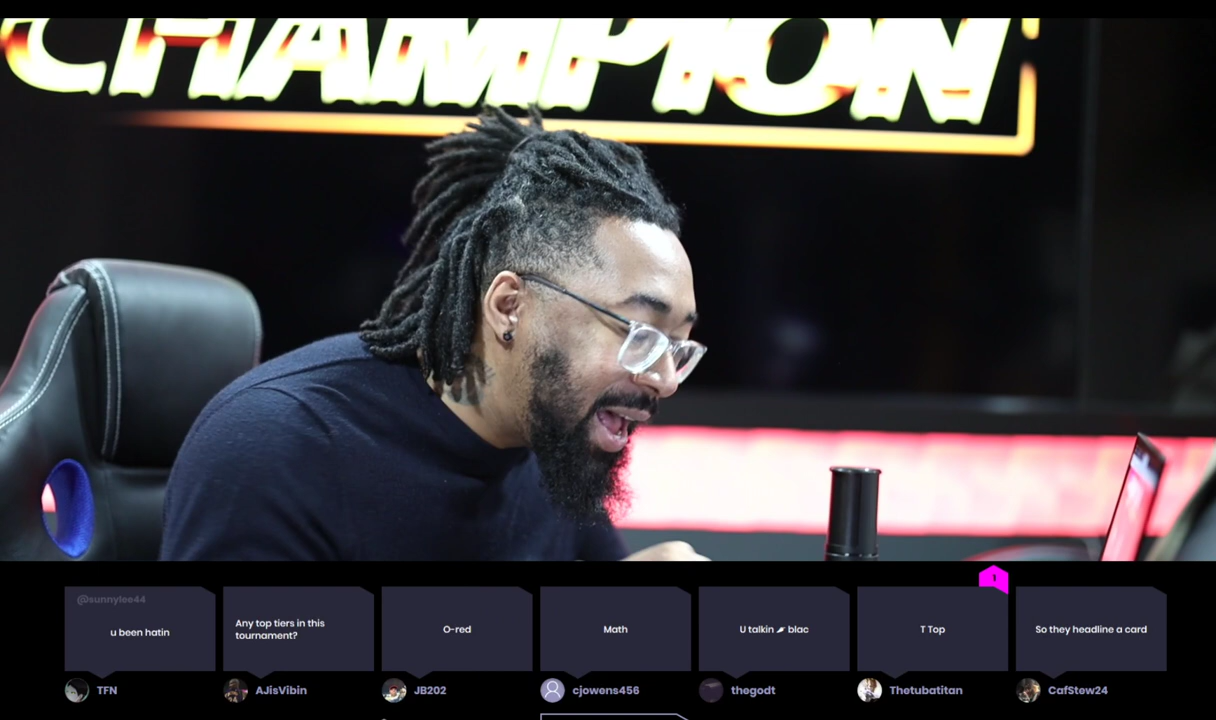 CHAMPION
@sunnylee44
u been hatin
Any top tiers in this
tournament?
O-red
Math
U talkin blac
T Top
So they headline a card
TFN
AJisVibin
JB202
cjowens456
thegodt
Thetubatitan
CafStew24